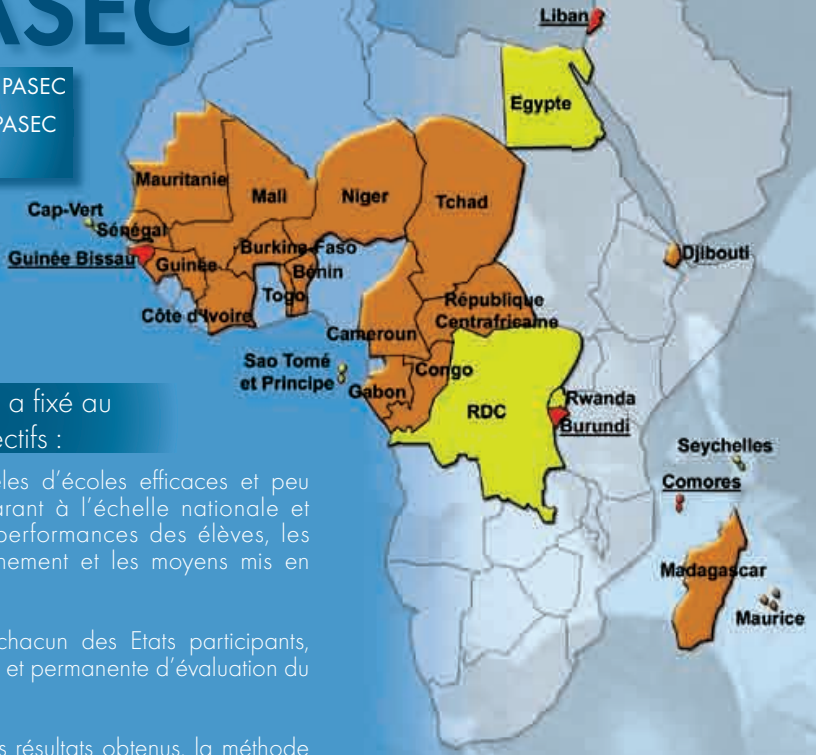 ASEC
PASEC
PASEC
a fixé au
ectifs :
les d'écoles efficaces et peu
arant à l'échelle nationale et
performances des élèves, les
nement et les moyens mis en
chacun des Etats participants,
et permanente d'évaluation du
s résultats obtenus, la méthode
Liban
Egypte
Mauritanie
Mali
Niger
Tchad
Cap-Vert
Sénégal
Guinée Bissau
Guinée
Burkina-Faso
Bénin
Togo
Côte d'Ivoire
Djibouti
République
Centrafricaine
Cameroun
Sao Tomé
et Principe
Gabon
Congo
RDC
Rwanda
Burundi
Seychelles
Comores
Madagascar
Maurice